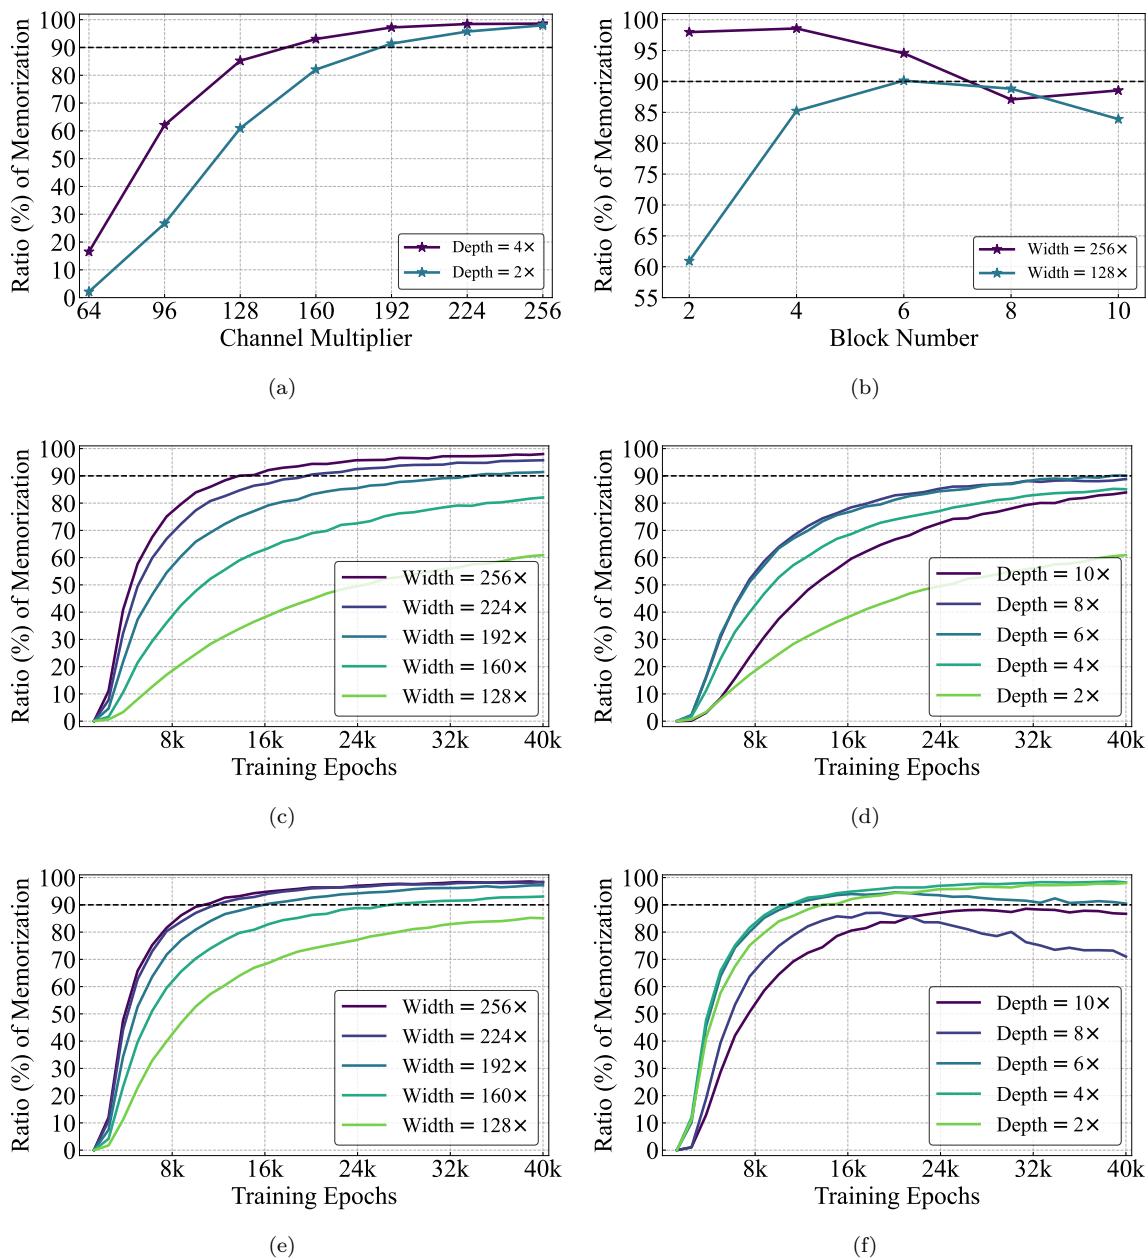 Ratio (%) of Memorization
100
90
80
70
60
50
40
30
20
10
0
64 96 128 160 192 224 256
Channel Multiplier
Depth = 4×
Depth = 2×
(a)
Ratio (%) of Memorization
100
95
90
85
80
75
70
65
60
55
2 4 6 8 10
Block Number
Width = 256×
Width = 128×
(b)
Ratio (%) of Memorization
100
90
80
70
60
50
40
30
20
10
0
8k 16k 24k 32k 40k
Training Epochs
Width = 256×
Width = 224×
Width = 192×
Width = 160×
Width = 128×
(c)
Ratio (%) of Memorization
100
90
80
70
60
50
40
30
20
10
0
8k 16k 24k 32k 40k
Training Epochs
Depth = 10×
Depth = 8×
Depth = 6×
Depth = 4×
Depth = 2×
(d)
Ratio (%) of Memorization
100
90
80
70
60
50
40
30
20
10
0
8k 16k 24k 32k 40k
Training Epochs
Width = 256×
Width = 224×
Width = 192×
Width = 160×
Width = 128×
(e)
Ratio (%) of Memorization
100
90
80
70
60
50
40
30
20
10
0
8k 16k 24k 32k 40k
Training Epochs
Depth = 10×
Depth = 8×
Depth = 6×
Depth = 4×
Depth = 2×
(f)